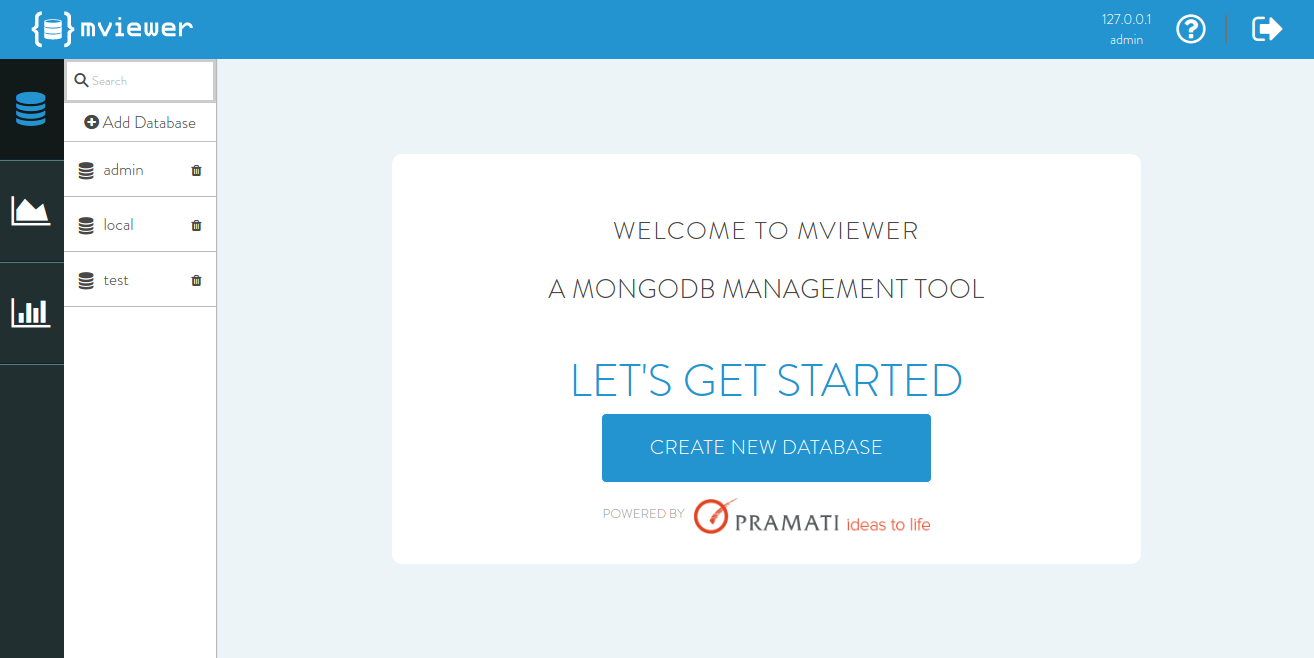 mviewer
127.0.0.1
admin
Search
Add Database
admin
local
test
WELCOME TO MVIEWER
A MONGODB MANAGEMENT TOOL
LET'S GET STARTED
CREATE NEW DATABASE
POWERED BY PRAMATI ideas to life